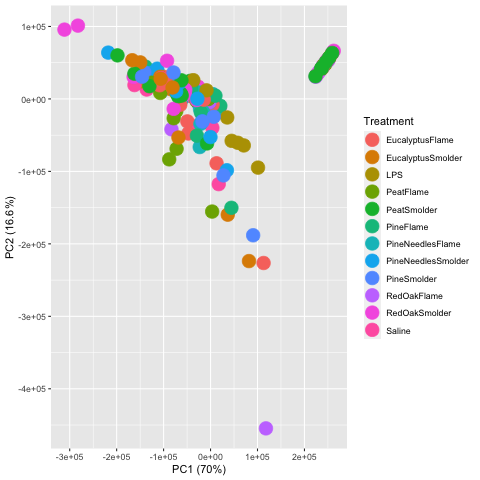 1e+05
0e+00
-1e+05
-2e+05
-3e+05
-4e+05
PC2 (16.6%)
-3e+05 -2e+05 -1e+05 0e+00 1e+05 2e+05
PC1 (70%)
Treatment
EucalyptusFlame
EucalyptusSmolder
LPS
PeatFlame
PeatSmolder
PineFlame
PineNeedlesFlame
PineNeedlesSmolder
PineSmolder
RedOakFlame
RedOakSmolder
Saline